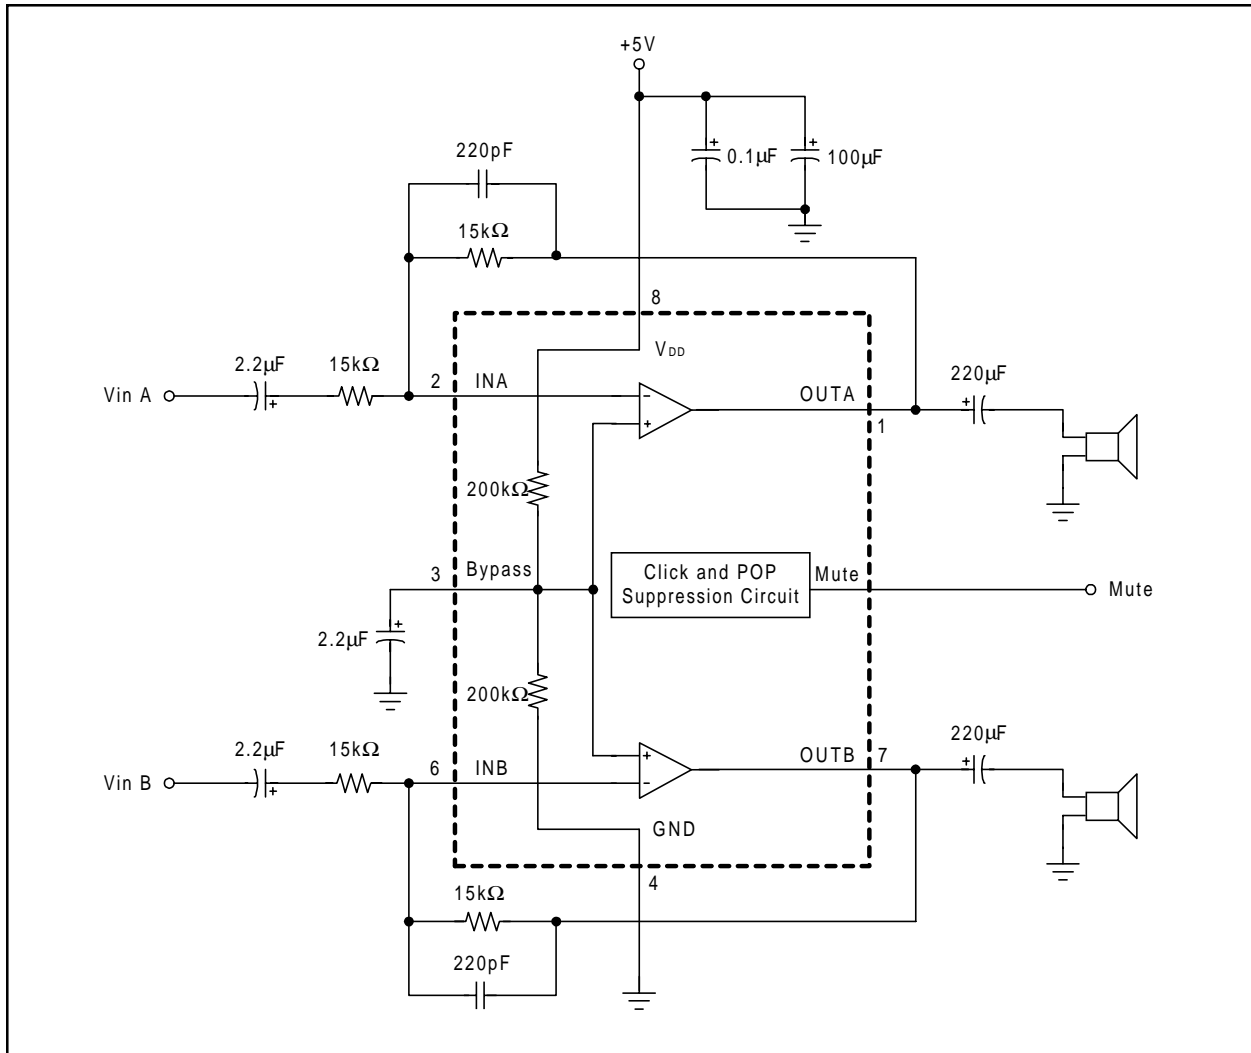 +5V
220pF
0.1µF
100µF
15kΩ
8
VDD
2.2µF
15kΩ
220µF
Vin A
2
INA
OUTA
-
+
+
+
1
200kΩ
3
Bypass
Click and POP
Suppression Circuit
Mute
Mute
2.2µF
+
200kΩ
2.2µF
15kΩ
220µF
Vin B
6
INB
OUTB
7
+
-
+
+
GND
4
15kΩ
220pF
+
+